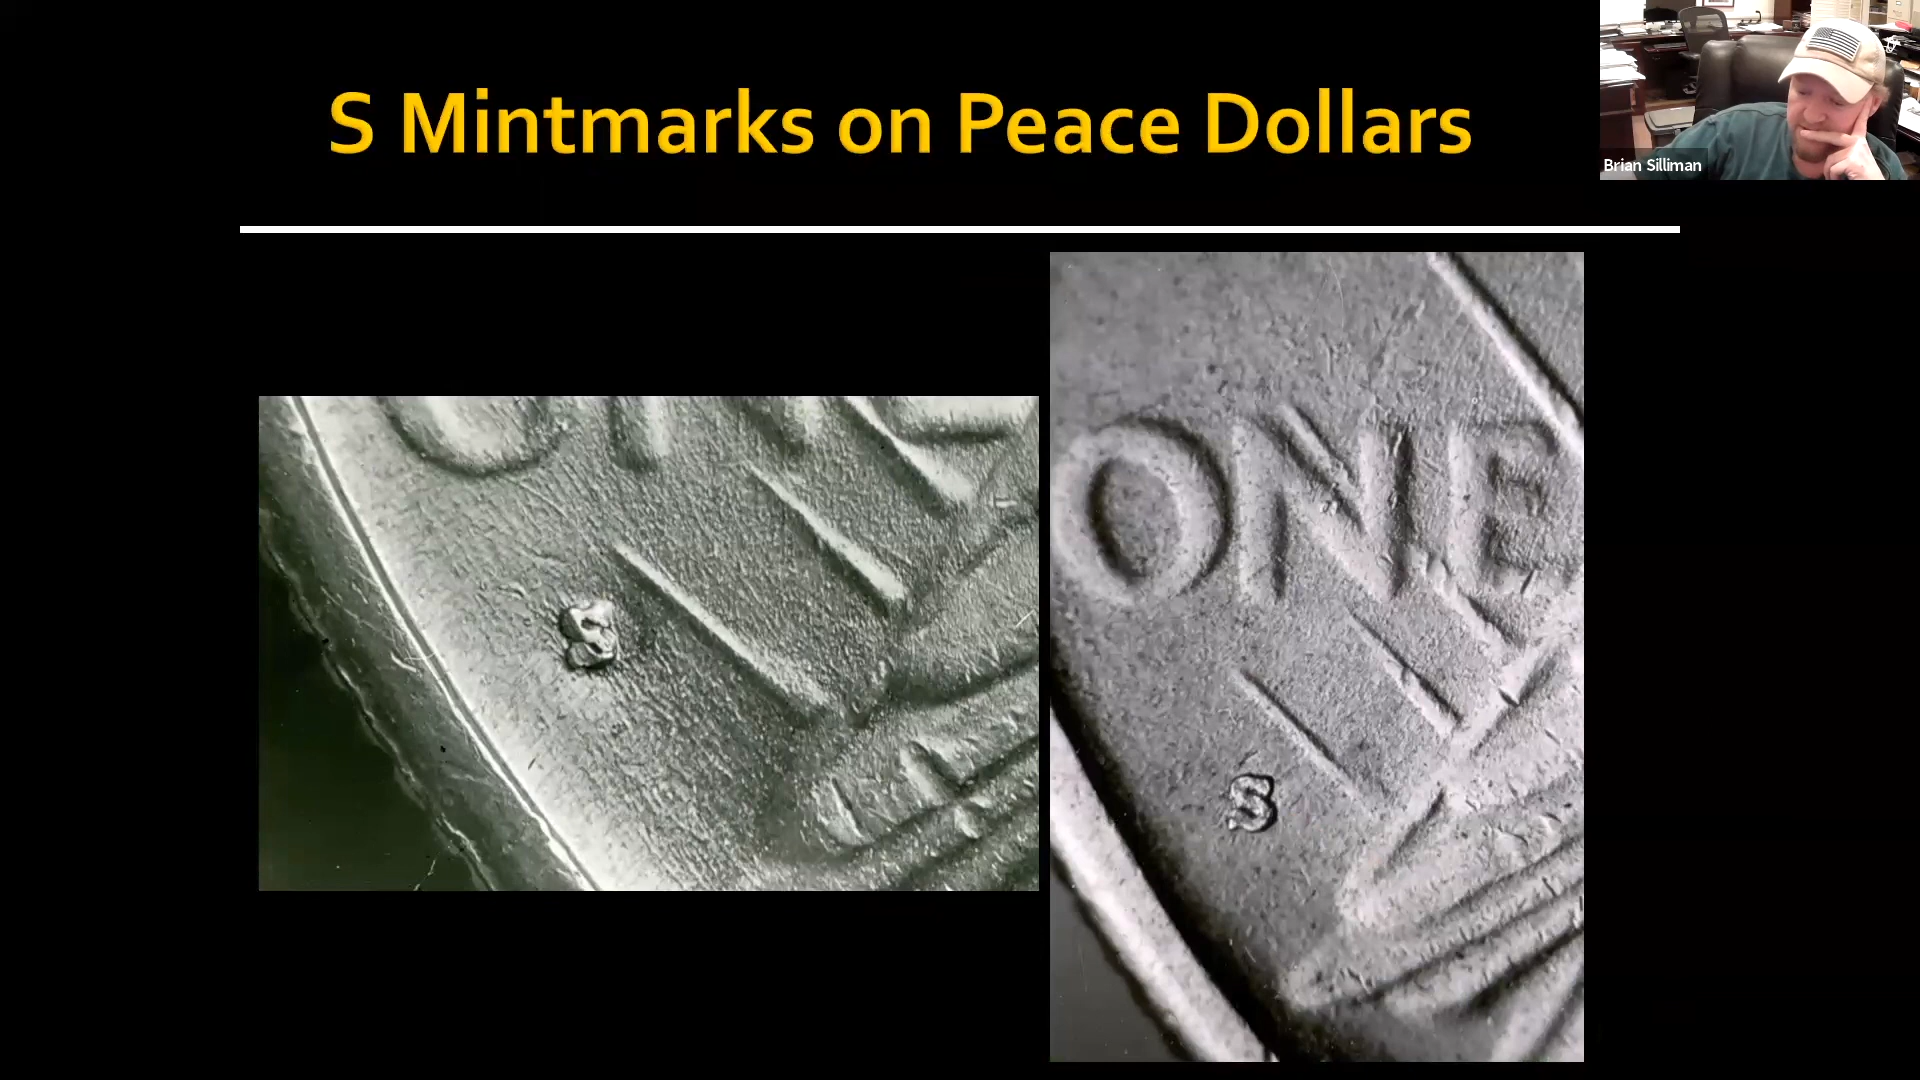 S Mintmarks on Peace Dollars
Brian Silliman
ONE
S
S